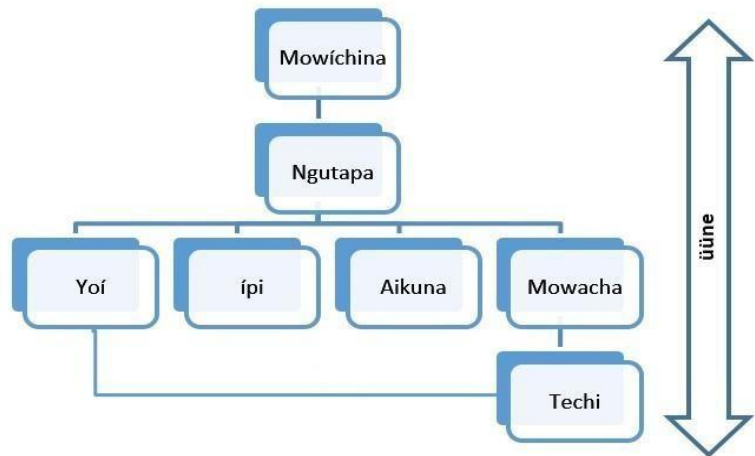 Mowíchina
Ngutapa
Yoí
ípi
Aikuna
Mowacha
Techi
üüne